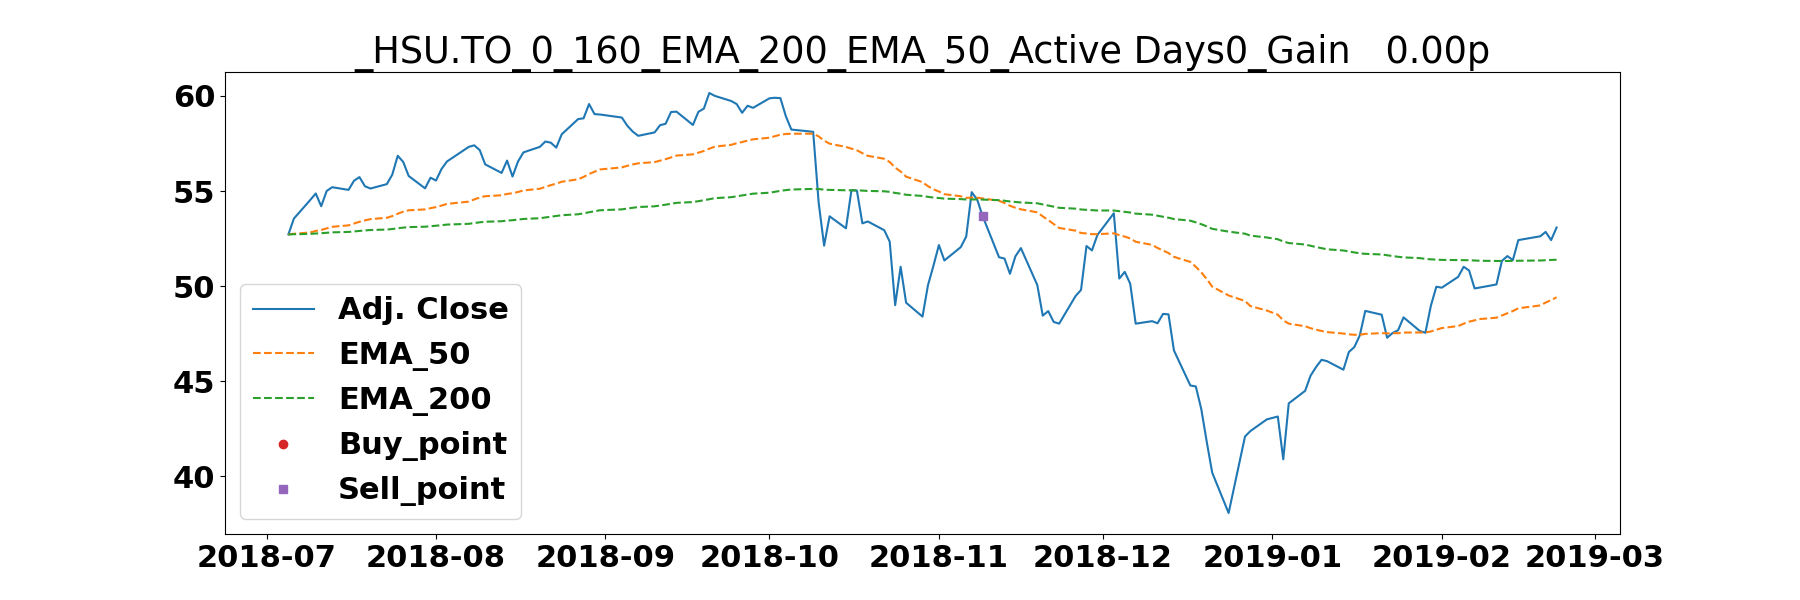 _HSU.TO_0_160_EMA_200_EMA_50_Active Days0_Gain   0.00p
60
55
50
45
40
Adj. Close
EMA_50
EMA_200
Buy_point
Sell_point
2018-07 2018-08 2018-09 2018-10 2018-11 2018-12 2019-01 2019-02 2019-03